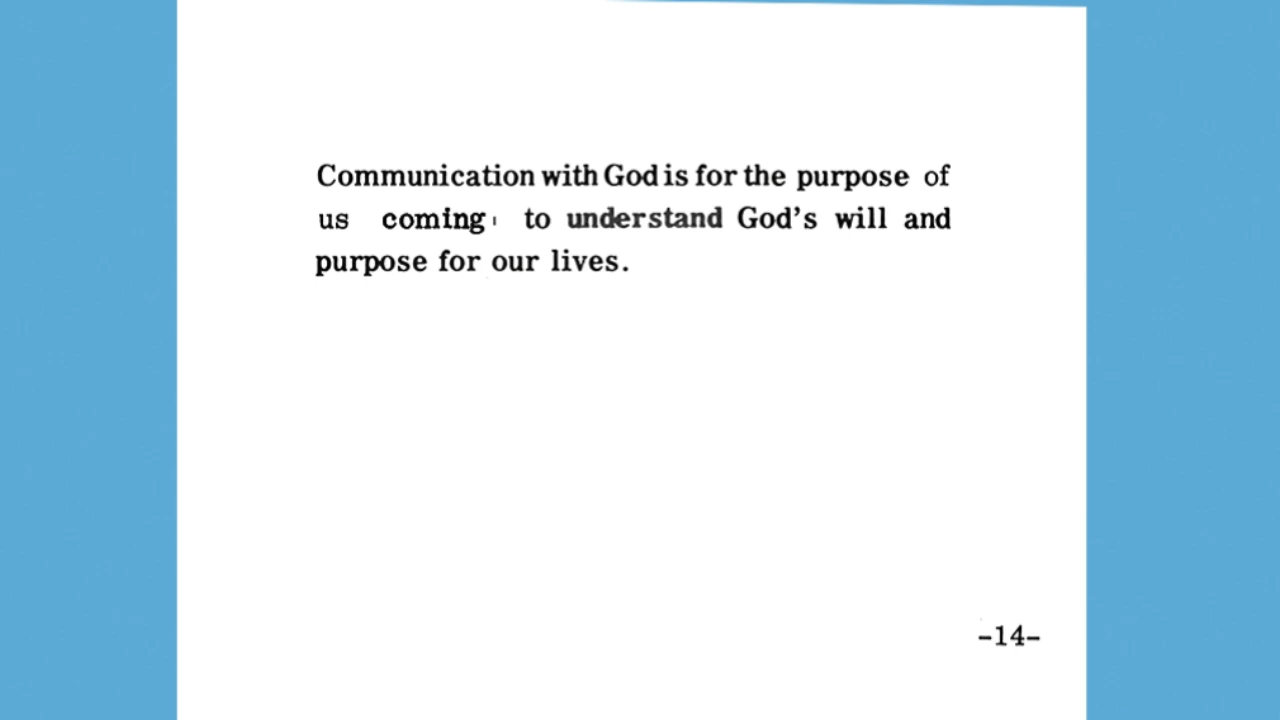 Communication with God is for the purpose of
us coming to understand God's will and
purpose for our lives.
-14-